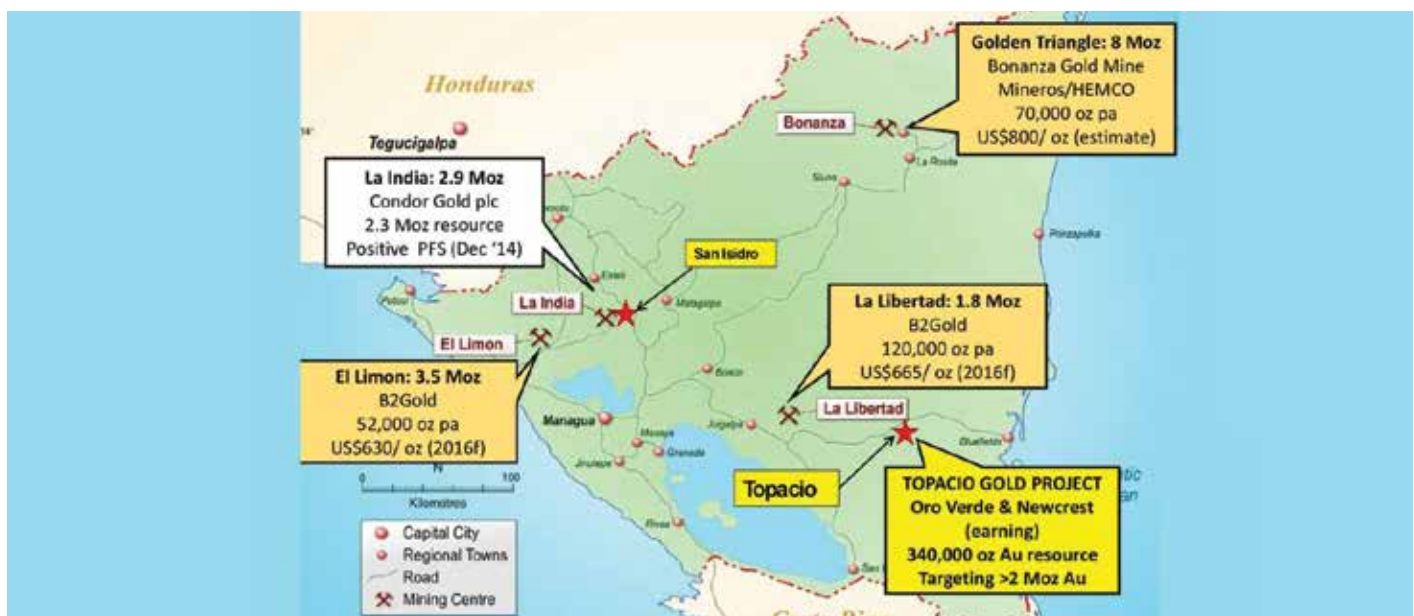 Honduras
Tegucigalpa
Golden Triangle: 8 Moz
Bonanza Gold Mine
Mineros/HEMCO
70,000 oz pa
US$800/ oz (estimate)
Bonanza
La Rosita
Siuna
La India: 2.9 Moz
Condor Gold plc
2.3 Moz resource
Positive PFS (Dec '14)
San Isidro
Prinzapolka
Esteli
Matagalpa
Potosi
La India
El Limon
La Libertad: 1.8 Moz
B2Gold
120,000 oz pa
US$665/ oz (2016f)
El Limon: 3.5 Moz
B2Gold
52,000 oz pa
US$630/ oz (2016f)
Boaco
La Libertad
Managua
Juigalpa
Bluefields
Masaya
Granada
Jinotepe
Topacio
TOPACIO GOLD PROJECT
Oro Verde & Newcrest
(earning)
340,000 oz Au resource
Targeting >2 Moz Au
N
0
100
Kilometres
Rivas
Capital City
Regional Towns
Road
Mining Centre